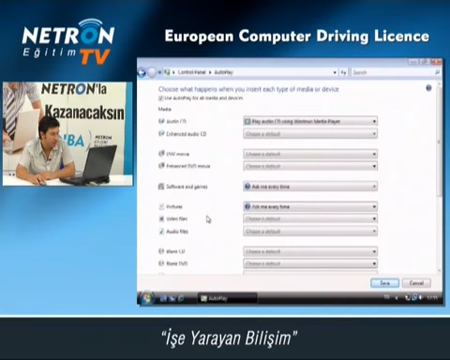 NETRON
Eğitim TV
European Computer Driving Licence
NETRON'la
Kazanacaksın
Control Panel ▸ AutoPlay
Search
Choose what happens when you insert each type of media or device
Use AutoPlay for all media and devices
Media
Audio CD
Play audio CD using Windows Media Player
Enhanced audio CD
Choose a default
DVD movie
Choose a default
Enhanced DVD movie
Choose a default
Software and games
Ask me every time
Pictures
Ask me every time
Video files
Choose a default
Audio files
Choose a default
Blank CD
Choose a default
Blank DVD
Choose a default
Save
Cancel
AutoPlay
“İşe Yarayan Bilişim”